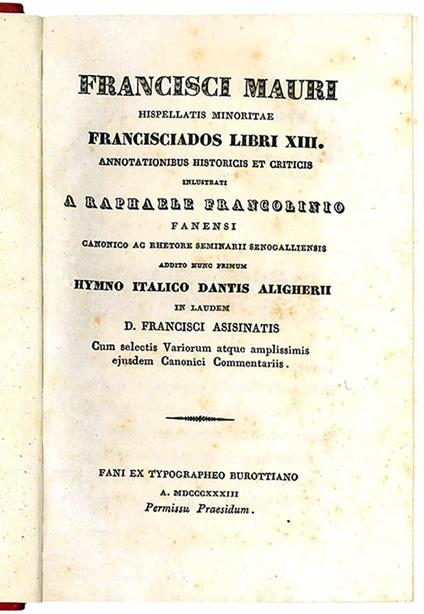 FRANCISCI MAURI
HISPELLATIS MINORITAE
FRANCISCIADOS LIBRI XIII.
ANNOTATIONIBUS HISTORICIS ET CRITICIS
INLUSTRATI
A RAPHAELE FRANCOLINIO
FANENSI
CANONICO AC RHETORE SEMINARII SENOGALLIENSIS
ADDITO NUNC PRIMUM
HYMNO ITALICO DANTIS ALIGHERII
IN LAUDEM
D. FRANCISCI ASISINATIS
Cum selectis Variorum atque amplissimis
ejusdem Canonici Commentariis.
FANI EX TYPOGRAPHEO BUROTTIANO
A. MDCCCXXXIII
Permissu Praesidum.